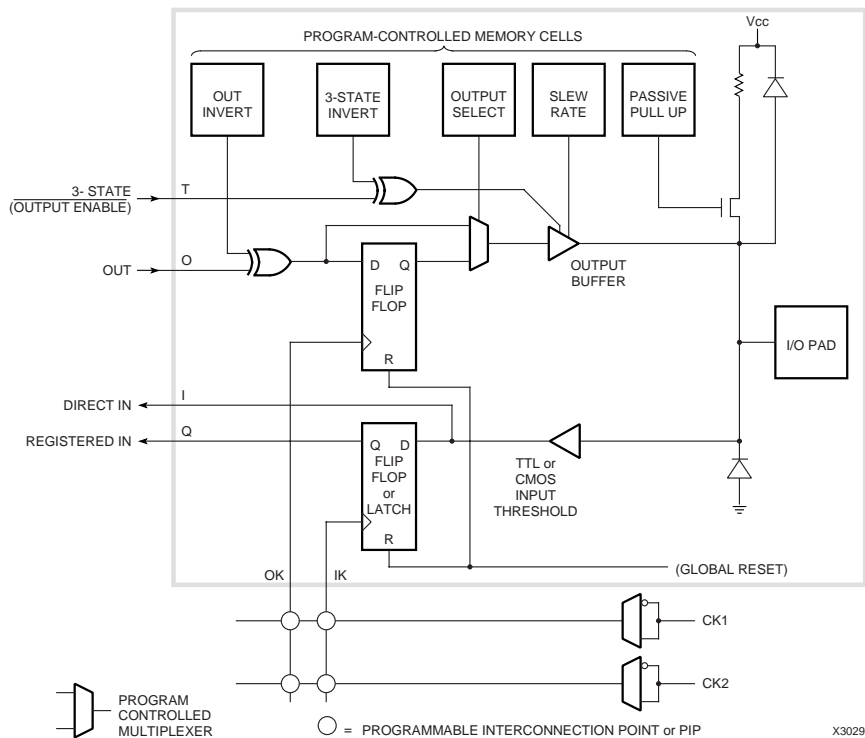 Vcc
PROGRAM-CONTROLLED MEMORY CELLS
OUT
INVERT
3-STATE
INVERT
OUTPUT
SELECT
SLEW
RATE
PASSIVE
PULL UP
3- STATE
(OUTPUT ENABLE)
T
OUT
O
D
Q
FLIP
FLOP
R
OUTPUT
BUFFER
I/O PAD
DIRECT IN
I
REGISTERED IN
Q
Q
D
FLIP
FLOP
or
LATCH
R
TTL or
CMOS
INPUT
THRESHOLD
OK
IK
(GLOBAL RESET)
CK1
CK2
PROGRAM
CONTROLLED
MULTIPLEXER
= PROGRAMMABLE INTERCONNECTION POINT or PIP
X3029